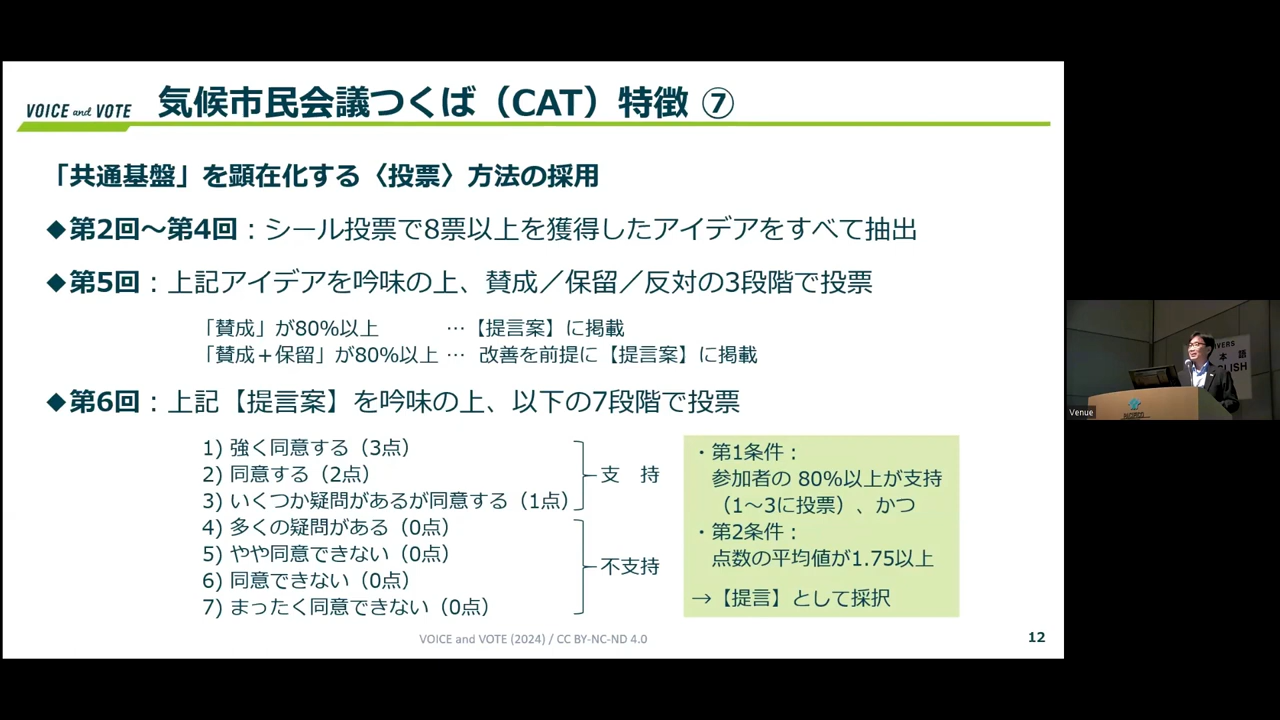 VOICE and VOTE
気候市民会議つくば（CAT）特徴 ⑦
「共通基盤」を顕在化する〈投票〉方法の採用
◆第2回～第4回：シール投票で8票以上を獲得したアイデアをすべて抽出
◆第5回：上記アイデアを吟味の上、賛成／保留／反対の3段階で投票
「賛成」が80%以上 …【提言案】に掲載
「賛成＋保留」が80%以上 … 改善を前提に【提言案】に掲載
◆第6回：上記【提言案】を吟味の上、以下の7段階で投票
1) 強く同意する（3点）
2) 同意する（2点）
3) いくつか疑問があるが同意する（1点）
支　持
4) 多くの疑問がある（0点）
5) やや同意できない（0点）
6) 同意できない（0点）
7) まったく同意できない（0点）
不支持
・第1条件：
参加者の 80%以上が支持
（1～3に投票）、かつ
・第2条件：
点数の平均値が1.75以上
→【提言】として採択
VOICE and VOTE (2024) / CC BY-NC-ND 4.0
12
本 語
Venue